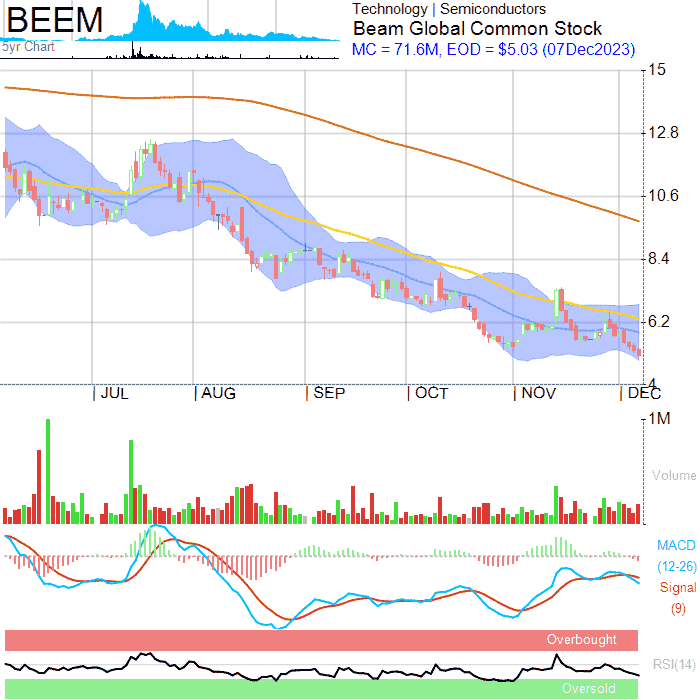 BEEM
5yr Chart
Technology | Semiconductors
Beam Global Common Stock
MC = 71.6M, EOD = $5.03 (07Dec2023)
15
12.8
10.6
8.4
6.2
4
JUL
AUG
SEP
OCT
NOV
DEC
1M
Volume
MACD
(12-26)
Signal
(9)
Overbought
RSI(14)
Oversold